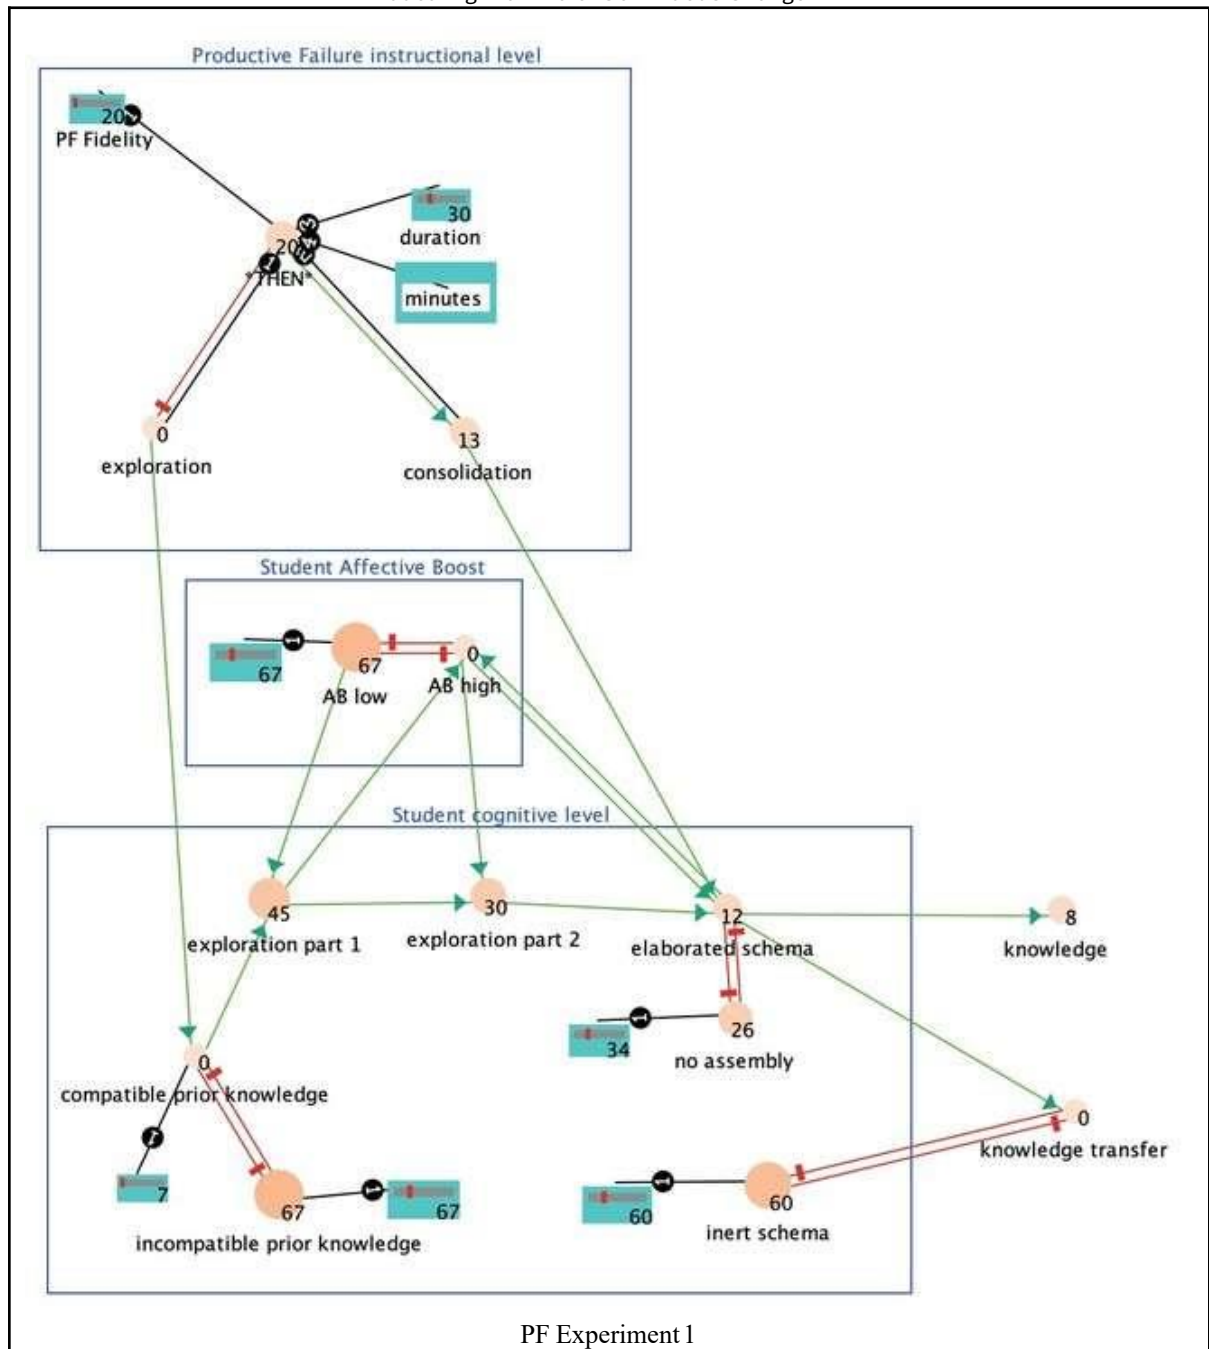 Productive Failure instructional level
20
PF Fidelity
30
duration
20
*THEN*
minutes
0
exploration
13
consolidation
Student Affective Boost
67
67
AB low
0
AB high
Student cognitive level
45
exploration part 1
30
exploration part 2
12
elaborated schema
8
knowledge
34
26
no assembly
0
compatible prior knowledge
7
67
67
incompatible prior knowledge
0
knowledge transfer
60
60
inert schema
PF Experiment 1